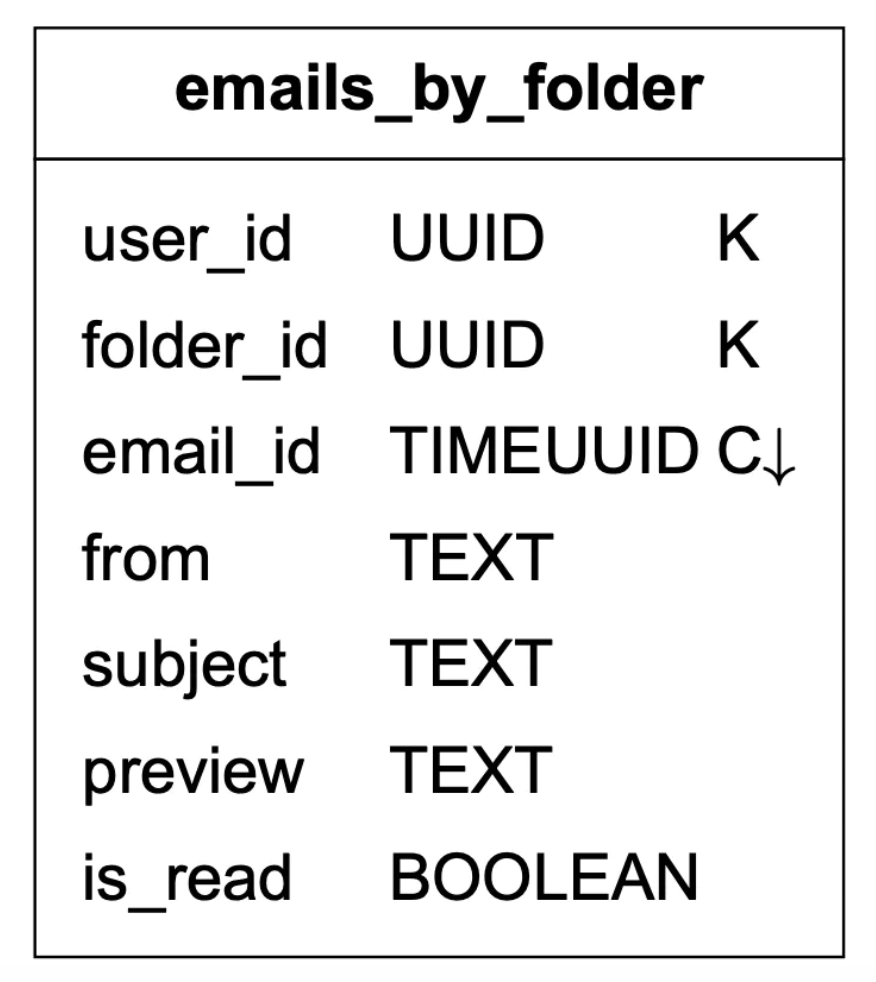 emails_by_folder
user_id UUID K
folder_id UUID K
email_id TIMEUUID C↓
from TEXT
subject TEXT
preview TEXT
is_read BOOLEAN